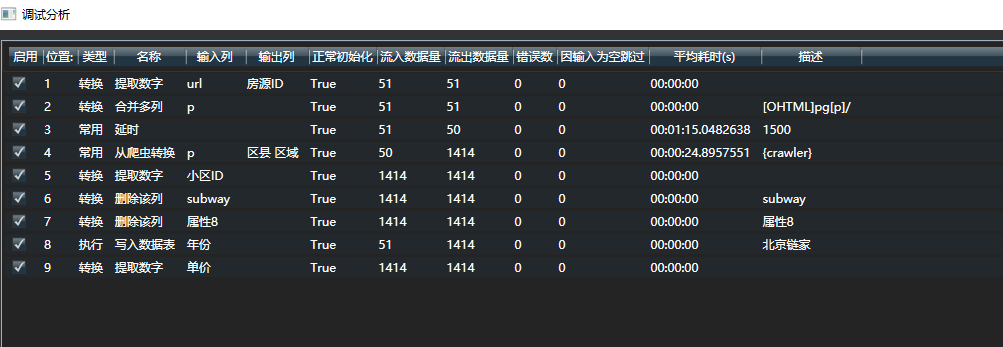 调试分析
启用 位置: 类型 名称 输入列 输出列 正常初始化 流入数据量 流出数据量 错误数 因输入为空跳过 平均耗时(s) 描述
1 转换 提取数字 url 房源ID True 51 51 0 0 00:00:00
2 转换 合并多列 p True 51 51 0 0 00:00:00 [OHTML]pg[p]/
3 常用 延时 True 51 50 0 0 00:01:15.0482638 1500
4 常用 从爬虫转换 p 区县 区域 True 50 1414 0 0 00:00:24.8957551 {crawler}
5 转换 提取数字 小区ID True 1414 1414 0 0 00:00:00
6 转换 删除该列 subway True 1414 1414 0 0 00:00:00 subway
7 转换 删除该列 属性8 True 1414 1414 0 0 00:00:00 属性8
8 执行 写入数据表 年份 True 51 1414 0 0 00:00:00 北京链家
9 转换 提取数字 单价 True 1414 1414 0 0 00:00:00